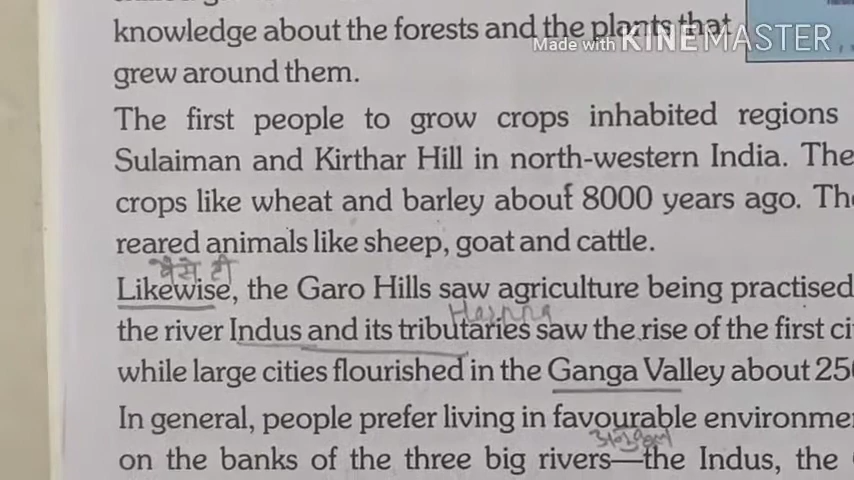 knowledge about the forests and the plants that
Made with KINEMASTER
grew around them.
The first people to grow crops inhabited regions
Sulaiman and Kirthar Hill in north-western India. The
crops like wheat and barley about 8000 years ago. The
reared animals like sheep, goat and cattle.
वैसे ही
Likewise, the Garo Hills saw agriculture being practised
the river Indus and its tributaries saw the rise of the first ci
while large cities flourished in the Ganga Valley about 25
In general, people prefer living in favourable environme
अनुकूल
on the banks of the three big rivers—the Indus, the